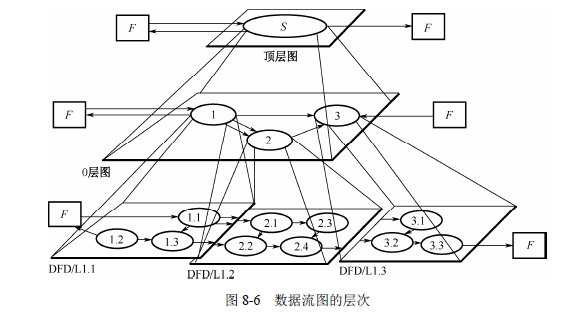 F
S
F
顶层图
F
1
3
F
2
0层图
F
1.1
1.2
1.3
2.1
2.3
2.2
2.4
3.1
3.2
3.3
F
DFD/L1.1
DFD/L1.2
DFD/L1.3
图 8-6 数据流图的层次